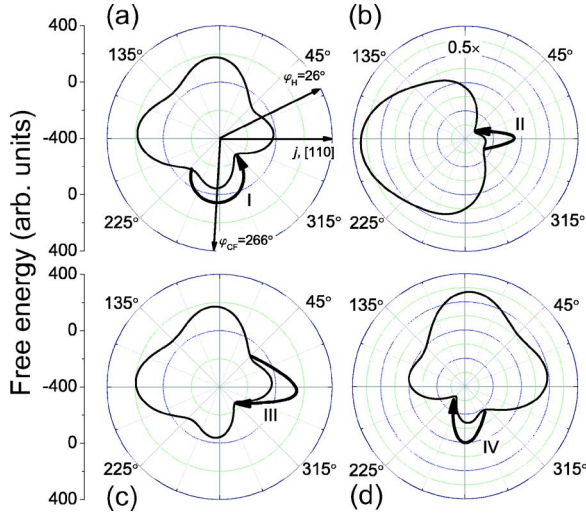 Free energy (arb. units)
400
0
-400
0
400
400
0
-400
0
400
(a)
135°
45°
φH=26°
j, [110]
I
φCF=266°
225°
315°
(b)
135°
0.5×
45°
II
225°
315°
(c)
135°
45°
III
225°
315°
(d)
135°
45°
IV
225°
315°